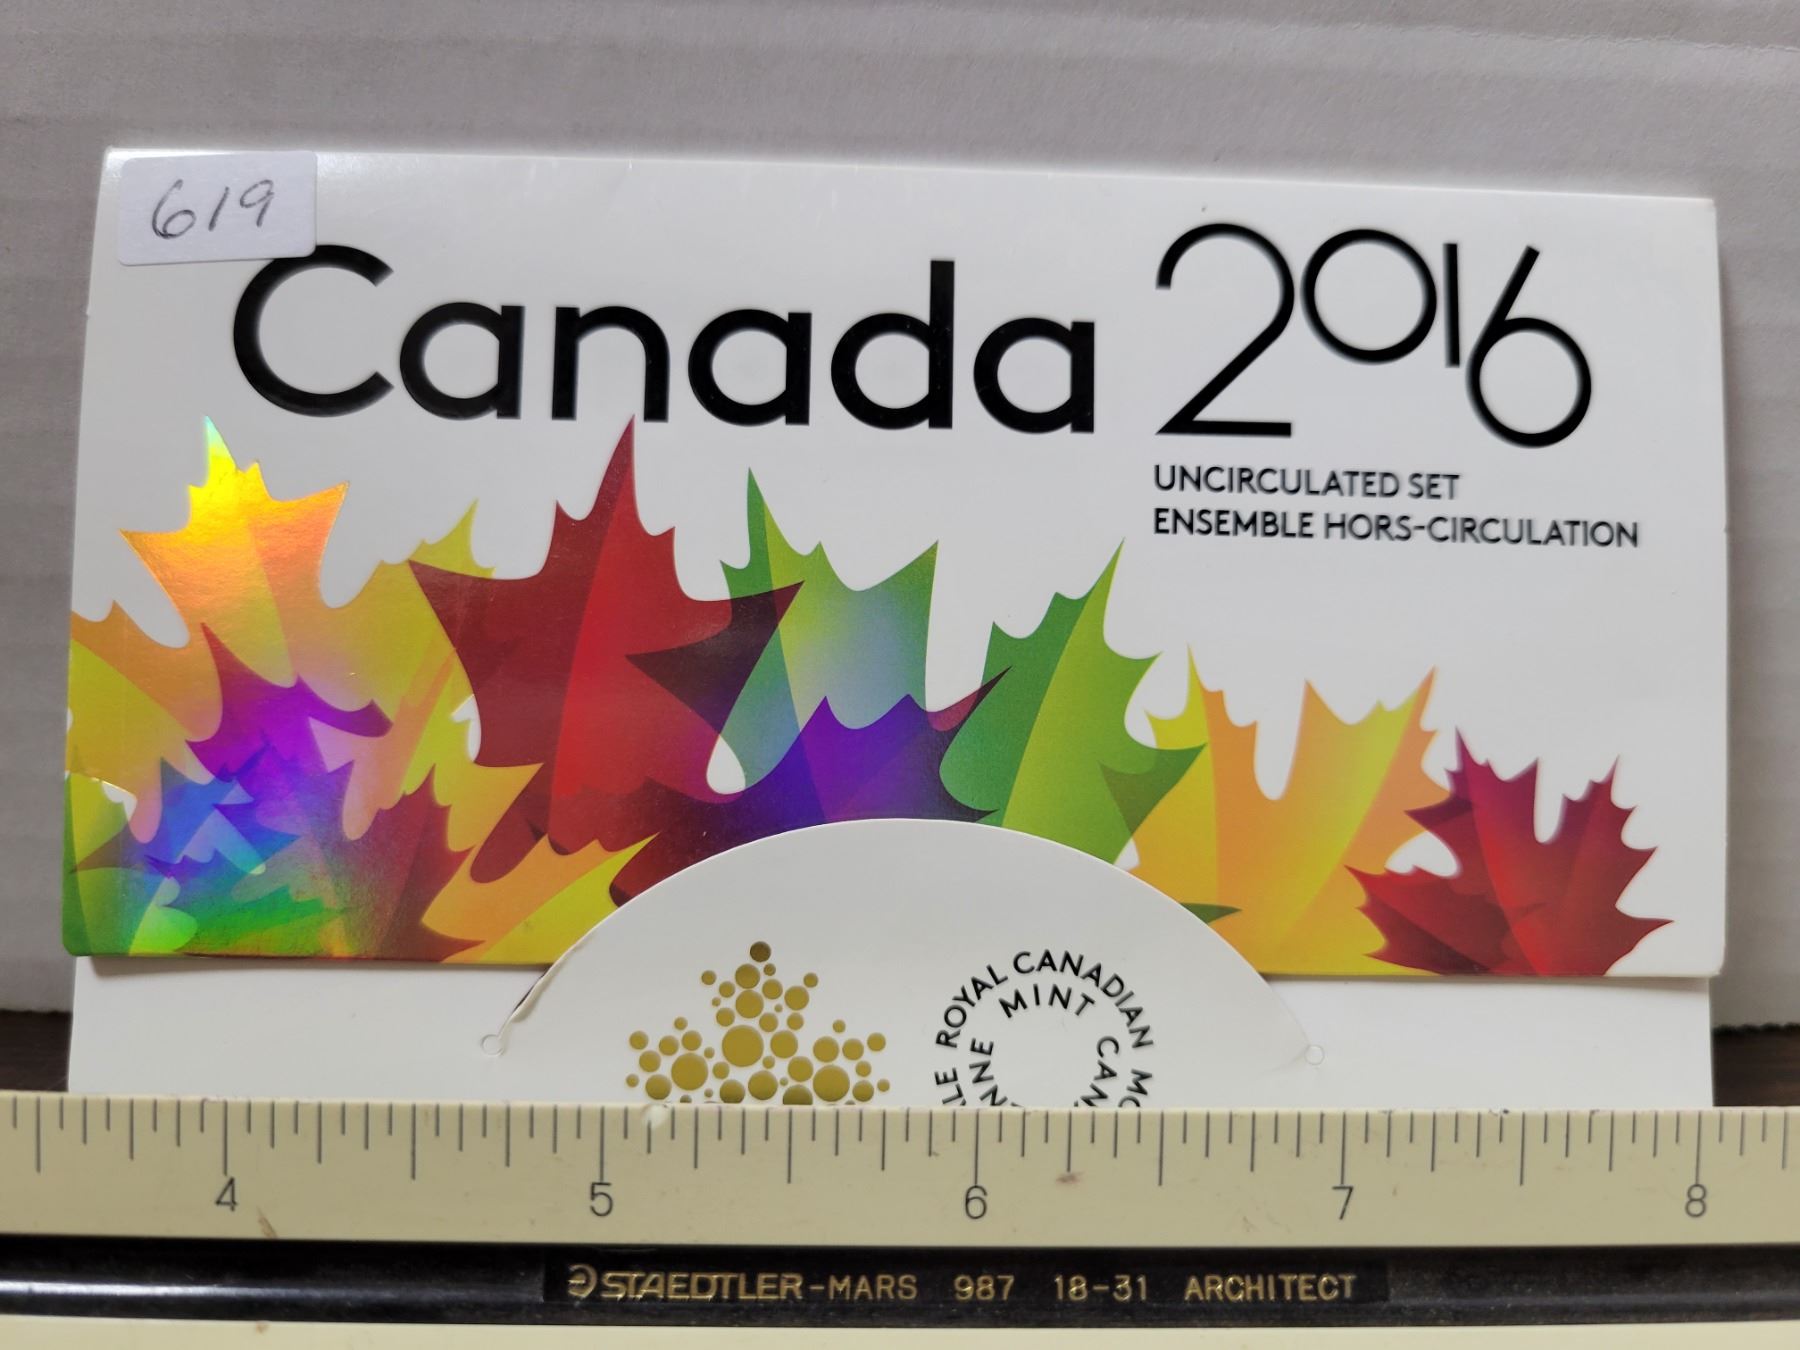 619
Canada 2016
UNCIRCULATED SET
ENSEMBLE HORS-CIRCULATION
ROYAL CANADIAN
MINT
4 5 6 7 8
STAEDTLER-MARS 987 18-31 ARCHITECT